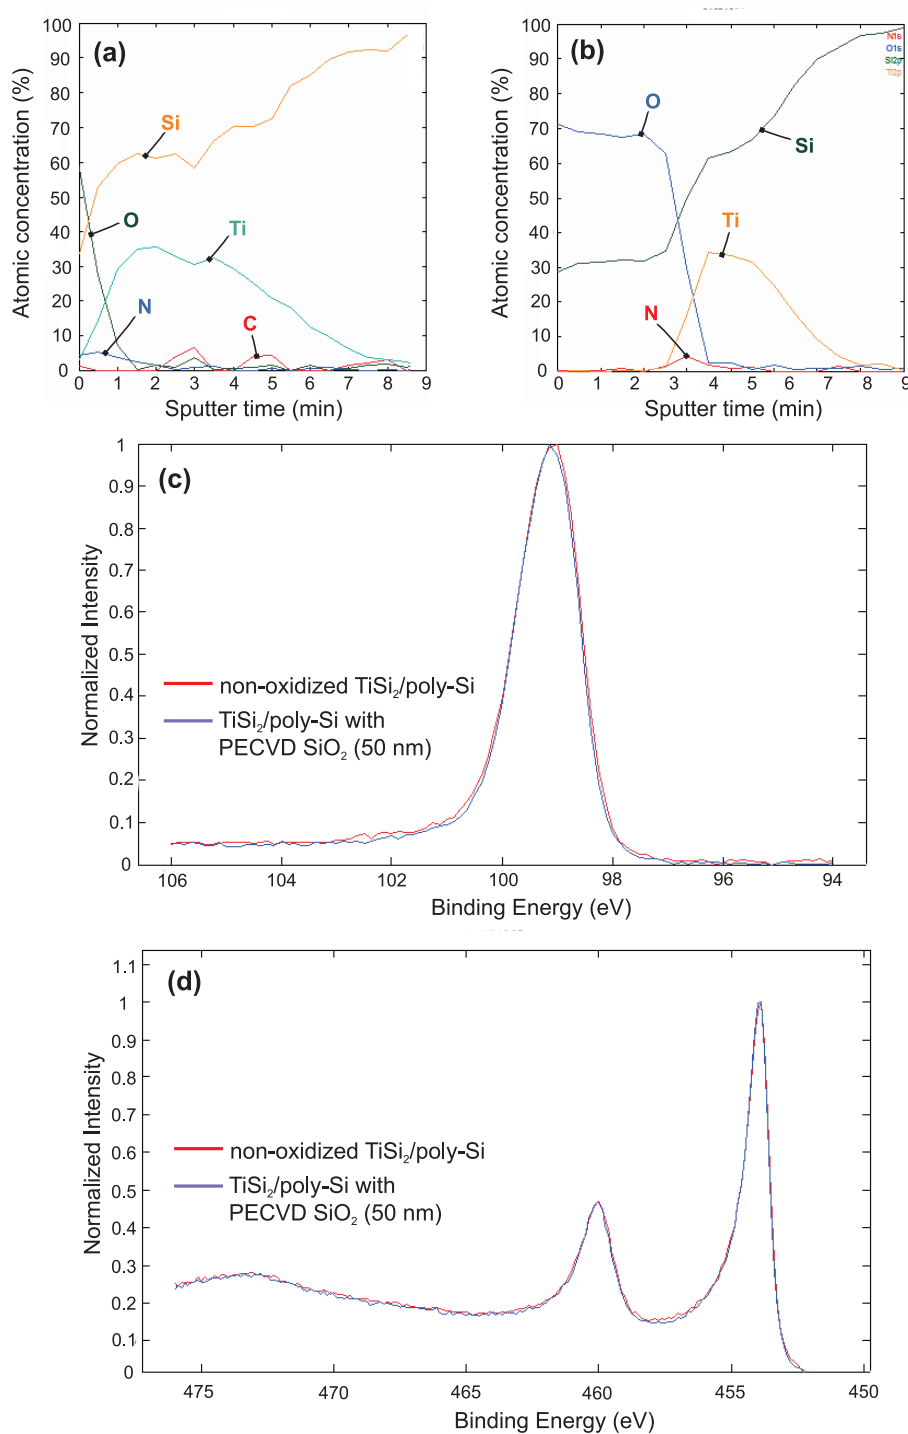 (a)
100
90
80
70
60
50
40
30
20
10
0
Atomic concentration (%)
Si
O
Ti
N
C
0 1 2 3 4 5 6 7 8 9
Sputter time (min)
(b)
N1s
O1s
Si2p
Ti2p
100
90
80
70
60
50
40
30
20
10
0
Atomic concentration (%)
O
Si
Ti
N
0 1 2 3 4 5 6 7 8 9
Sputter time (min)
(c)
1
0.9
0.8
0.7
0.6
0.5
0.4
0.3
0.2
0.1
0
Normalized Intensity
non-oxidized TiSi₂/poly-Si
TiSi₂/poly-Si with
PECVD SiO₂ (50 nm)
106 104 102 100 98 96 94
Binding Energy (eV)
(d)
1.1
1
0.9
0.8
0.7
0.6
0.5
0.4
0.3
0.2
0.1
0
Normalized Intensity
non-oxidized TiSi₂/poly-Si
TiSi₂/poly-Si with
PECVD SiO₂ (50 nm)
475 470 465 460 454 450
Binding Energy (eV)